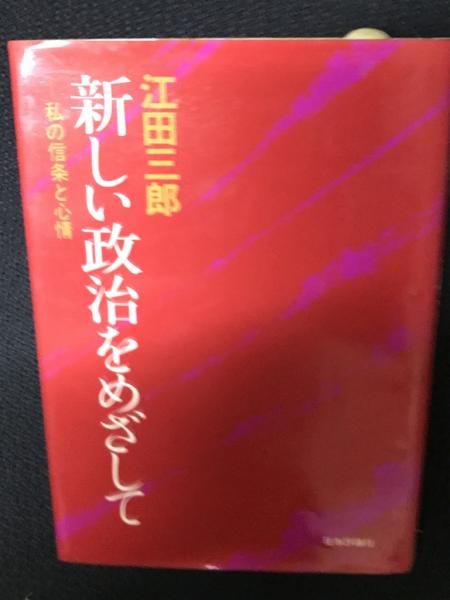 江田三郎
新しい政治をめざして
私の信条と心情